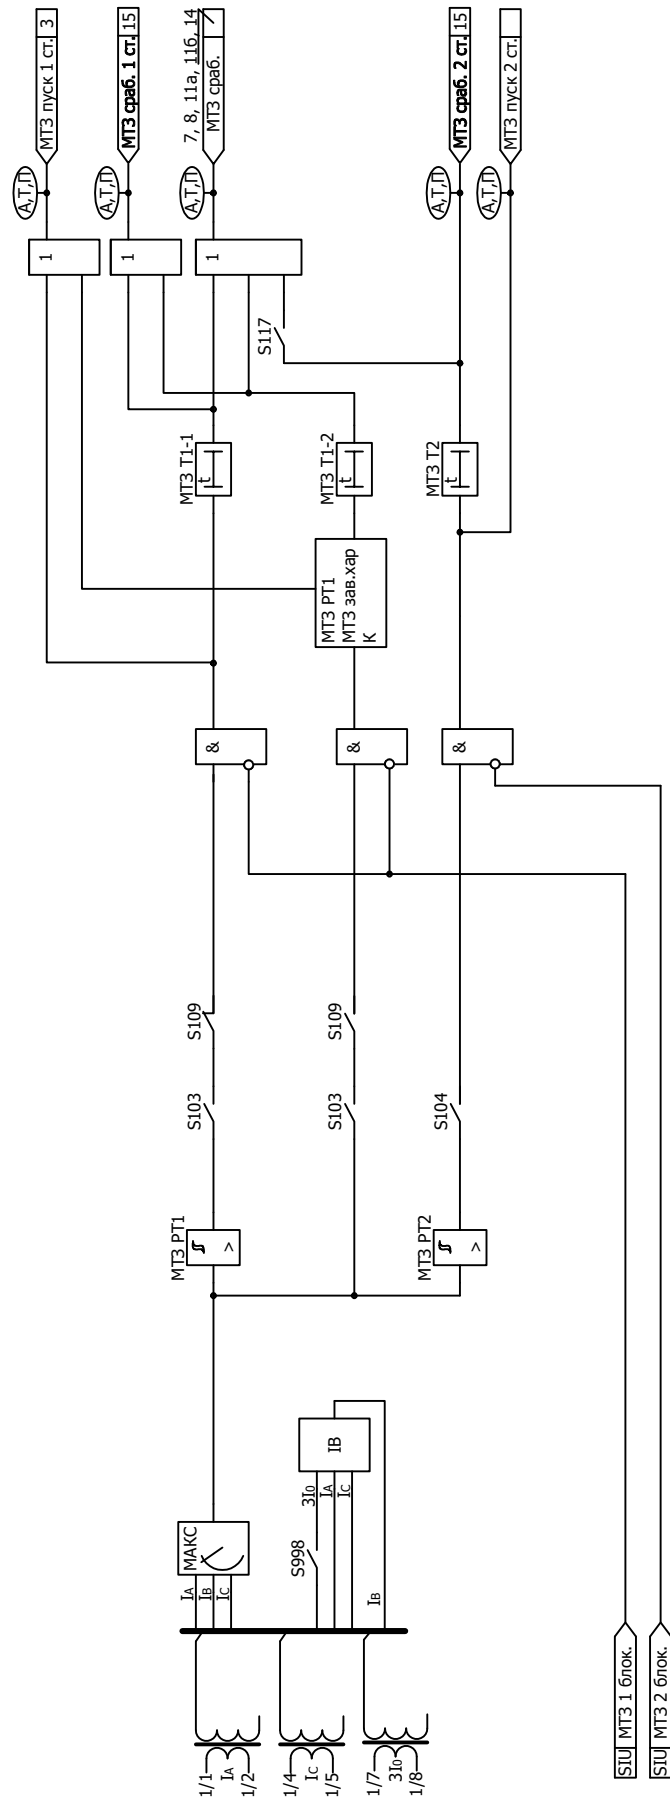 1/1
IA
1/2
1/4
IC
1/5
1/7
3I0
1/8
SIU МТЗ 1 блок.
SIU МТЗ 2 блок.
IA
IB
IC
МАКС
S998
3I0
IA
IC
IB
IB
МТЗ РТ1
>
МТЗ РТ2
>
S103
S109
S103
S109
S104
&
&
&
МТЗ РТ1
МТЗ зав.хар
К
МТЗ Т1-1
t
МТЗ Т1-2
t
МТЗ Т2
t
S117
1
1
1
А,Т,П
А,Т,П
А,Т,П
А,Т,П
А,Т,П
МТЗ пуск 1 ст. 3
МТЗ сраб. 1 ст. 15
7, 8, 11а, 11б, 14
МТЗ сраб.
МТЗ сраб. 2 ст. 15
МТЗ пуск 2 ст.